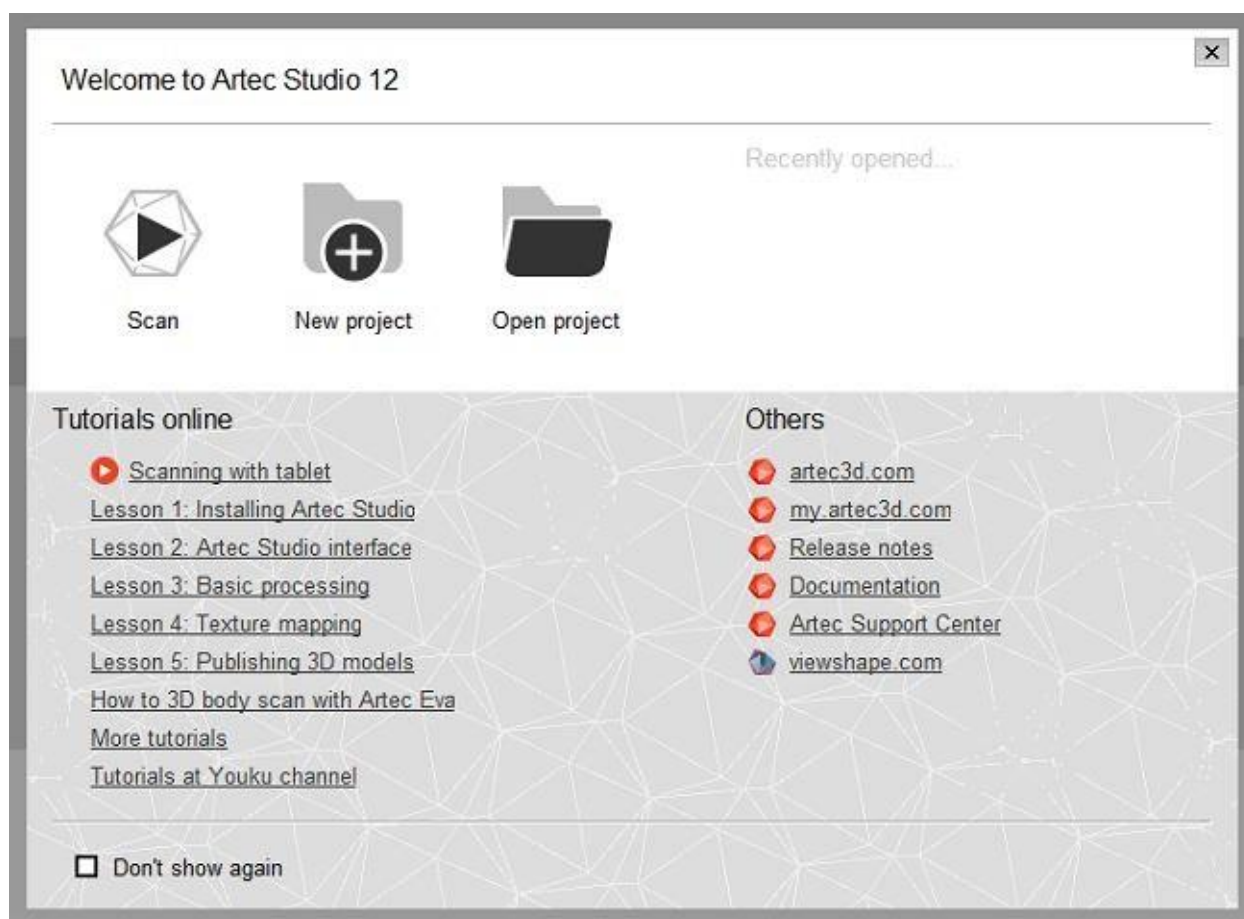 Welcome to Artec Studio 12
Recently opened...
Scan
New project
Open project
Tutorials online
Scanning with tablet
Lesson 1: Installing Artec Studio
Lesson 2: Artec Studio interface
Lesson 3: Basic processing
Lesson 4: Texture mapping
Lesson 5: Publishing 3D models
How to 3D body scan with Artec Eva
More tutorials
Tutorials at Youku channel
Others
artec3d.com
my.artec3d.com
Release notes
Documentation
Artec Support Center
viewshape.com
Don't show again